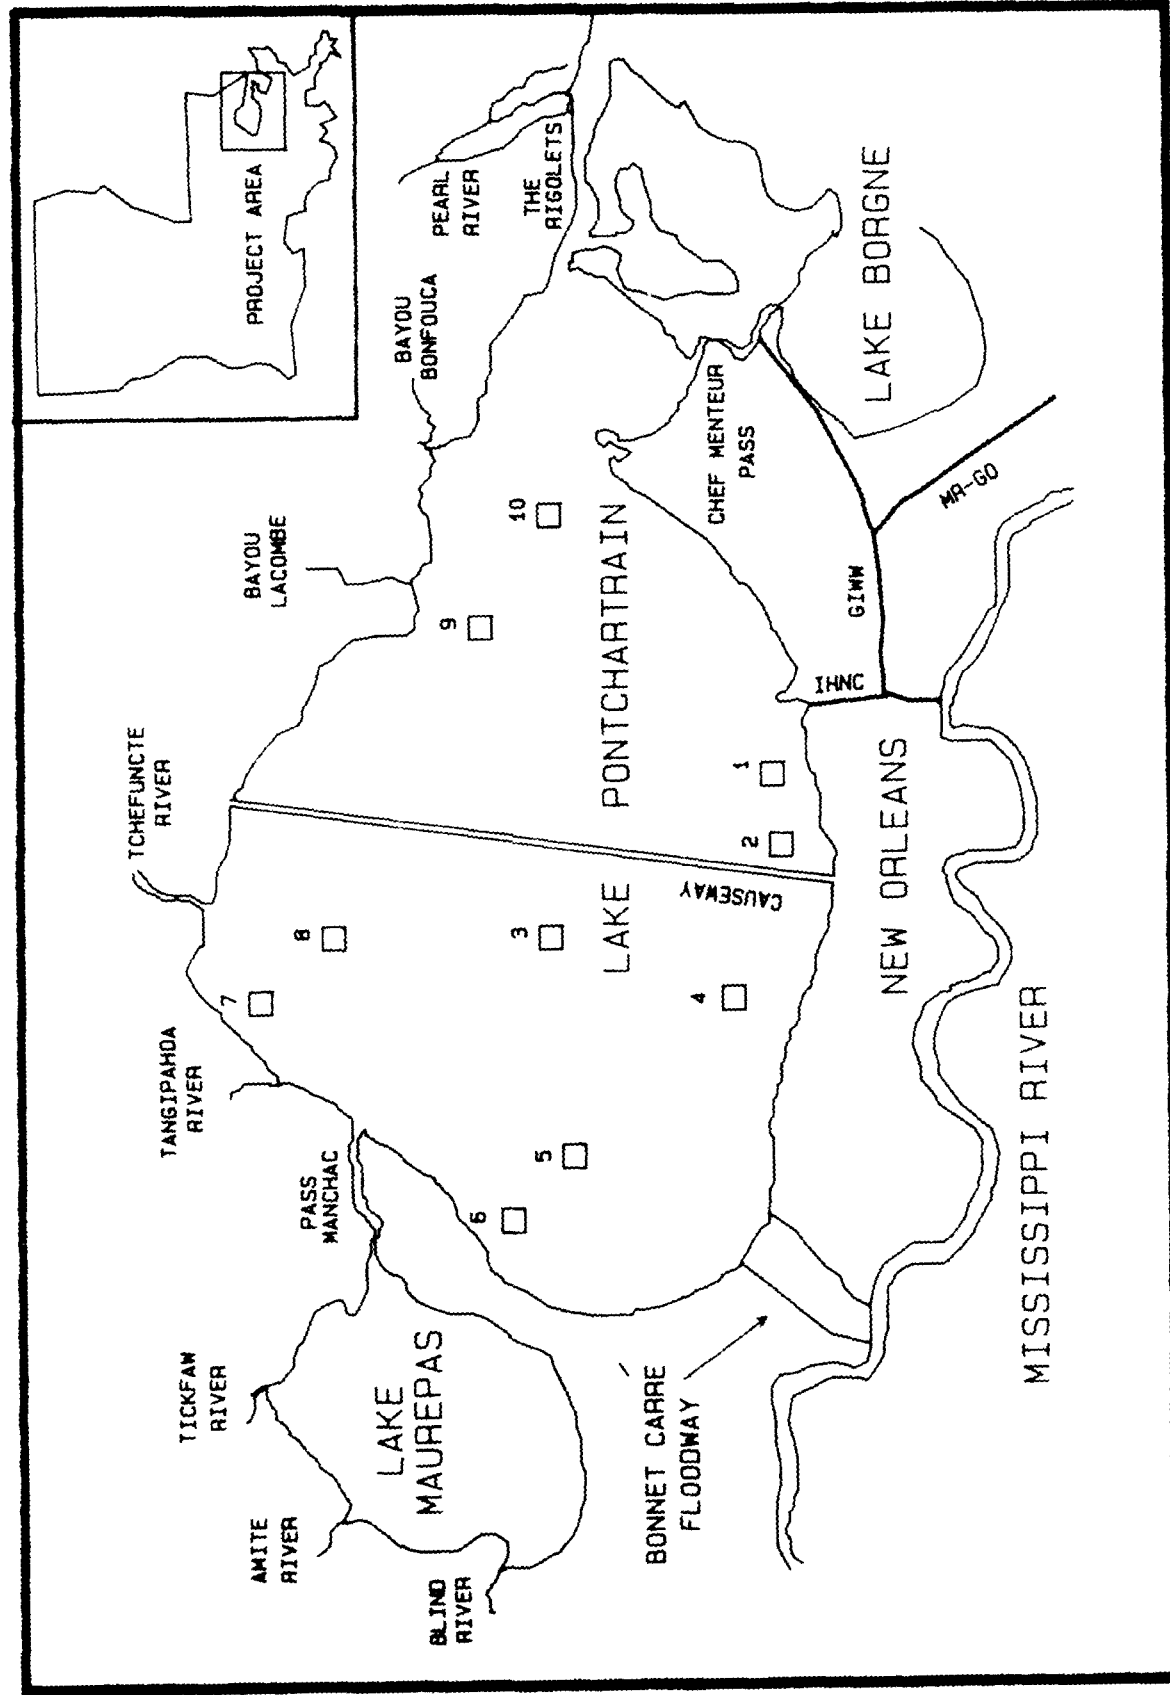 PROJECT AREA
PEARL
RIVER
THE
RIGOLETS
BAYOU
BONFOUCA
BAYOU
LACOMBE
TCHEFUNCTE
RIVER
TANGIPAHOA
RIVER
PASS
MANCHAC
TICKFAW
RIVER
AMITE
RIVER
BLIND
RIVER
LAKE
MAUREPAS
7
8
9
10
3
6
5
4
2
1
LAKE PONTCHARTRAIN
CAUSEWAY
CHEF MENTEUR
PASS
LAKE BORGNE
MR-GO
GIWW
IHNC
NEW ORLEANS
BONNET CARRE
FLOODWAY
MISSISSIPPI RIVER